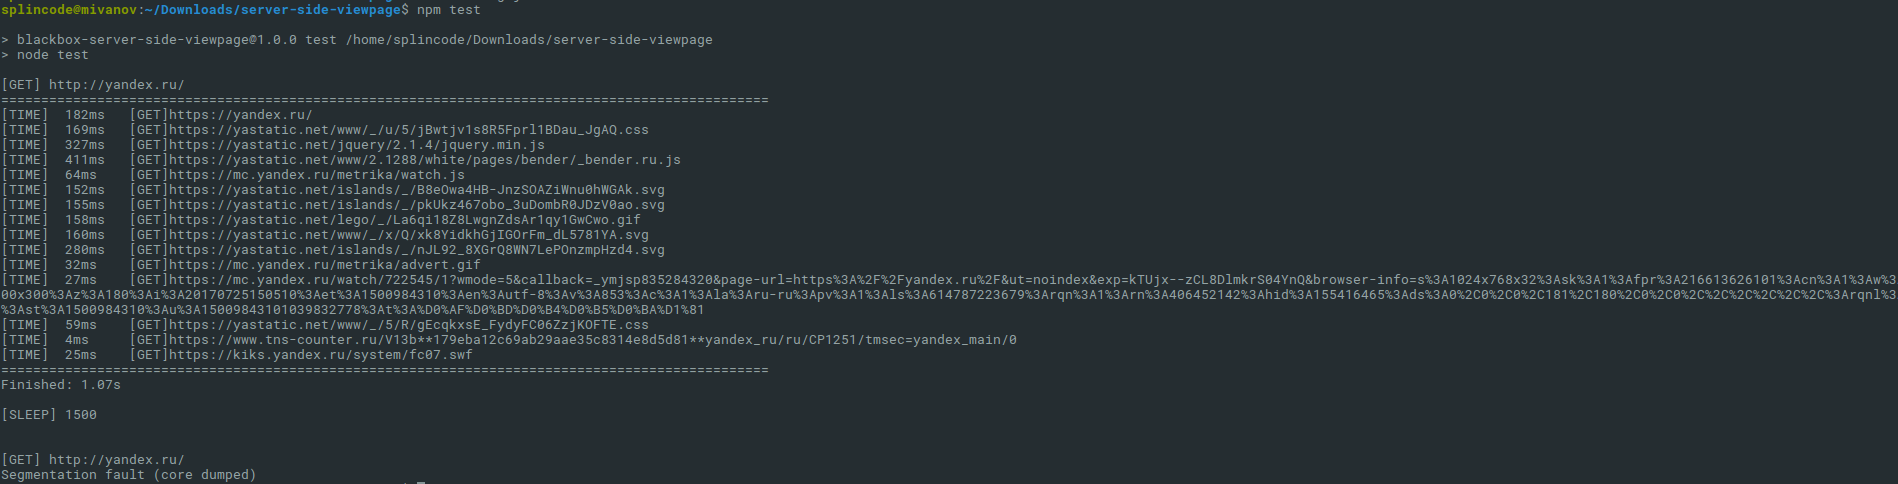 splincode@mivanov:~/Downloads/server-side-viewpage$ npm test
> blackbox-server-side-viewpage@1.0.0 test /home/splincode/Downloads/server-side-viewpage
> node test
[GET] http://yandex.ru/
================================================================================================
[TIME]  182ms   [GET]https://yandex.ru/
[TIME]  169ms   [GET]https://yastatic.net/www/_/u/5/jBwtjv1s8R5Fprl1BDau_JgAQ.css
[TIME]  327ms   [GET]https://yastatic.net/jquery/2.1.4/jquery.min.js
[TIME]  411ms   [GET]https://yastatic.net/www/2.1288/white/pages/bender/_bender.ru.js
[TIME]  64ms    [GET]https://mc.yandex.ru/metrika/watch.js
[TIME]  152ms   [GET]https://yastatic.net/islands/_/B8eOwa4HB-JnzSOAZiWnu0hWGAk.svg
[TIME]  155ms   [GET]https://yastatic.net/islands/_/pkUkz467obo_3uDombR0JDzV0ao.svg
[TIME]  158ms   [GET]https://yastatic.net/lego/_/La6qi18Z8LwgnZdsAr1qy1GwCwo.gif
[TIME]  160ms   [GET]https://yastatic.net/www/_/x/Q/xk8YidkhGjIGOrFm_dL5781YA.svg
[TIME]  280ms   [GET]https://yastatic.net/islands/_/nJL92_8XGrQ8WN7LePOnzmpHzd4.svg
[TIME]  32ms    [GET]https://mc.yandex.ru/metrika/advert.gif
[TIME]  27ms    [GET]https://mc.yandex.ru/watch/722545/1?wmode=5&callback=_ymjsp835284320&page-url=https%3A%2F%2Fyandex.ru%2F&ut=noindex&exp=kTUjx--zCL8DlmkrS04YnQ&browser-info=s%3A1024x768x32%3Ask%3A1%3Afpr%3A216613626101%3Acn%3A1%3Aw%3
00x300%3Az%3A180%3Ai%3A20170725150510%3Aet%3A1500984310%3Aen%3Autf-8%3Av%3A853%3Ac%3A1%3Ala%3Aru-ru%3Apv%3A1%3Als%3A614787223679%3Arqn%3A1%3Arn%3A406452142%3Ahid%3A155416465%3Ads%3A0%2C0%2C0%2C181%2C180%2C0%2C0%2C%2C%2C%2C%2C%2C%3Arqnl%3
%3Ast%3A1500984310%3Au%3A15009843101039832778%3At%3A%D0%AF%D0%BD%D0%B4%D0%B5%D0%BA%D1%81
[TIME]  59ms    [GET]https://yastatic.net/www/_/5/R/gEcqkxsE_FydyFC06ZzjKOFTE.css
[TIME]  4ms     [GET]https://www.tns-counter.ru/V13b**179eba12c69ab29aae35c8314e8d5d81**yandex_ru/ru/CP1251/tmsec=yandex_main/0
[TIME]  25ms    [GET]https://kiks.yandex.ru/system/fc07.swf
================================================================================================
Finished: 1.07s
[SLEEP] 1500
[GET] http://yandex.ru/
Segmentation fault (core dumped)